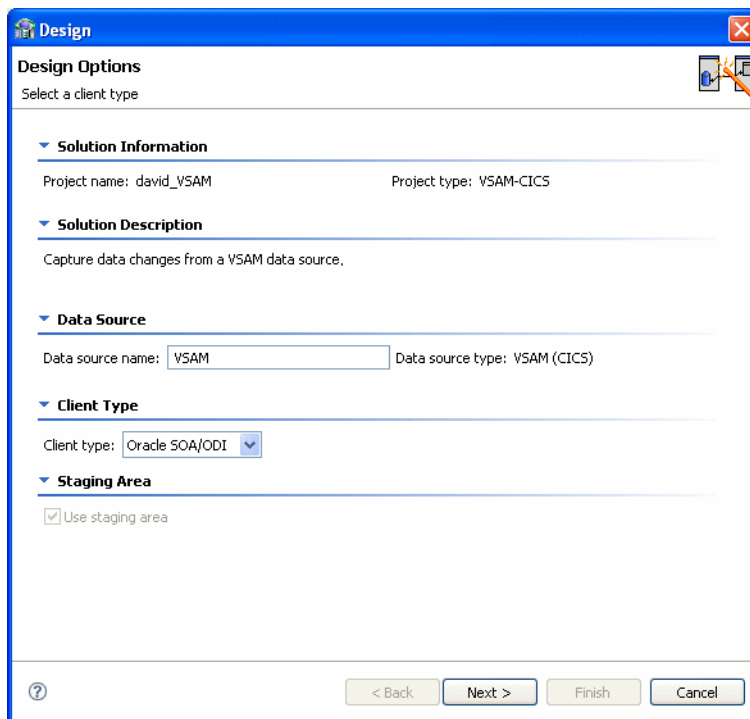 Design
Design Options
Select a client type
Solution Information
Project name: david_VSAM Project type: VSAM-CICS
Solution Description
Capture data changes from a VSAM data source,
Data Source
Data source name: VSAM Data source type: VSAM (CICS)
Client Type
Client type: Oracle SOA/ODI
Staging Area
Use staging area
? < Back Next > Finish Cancel